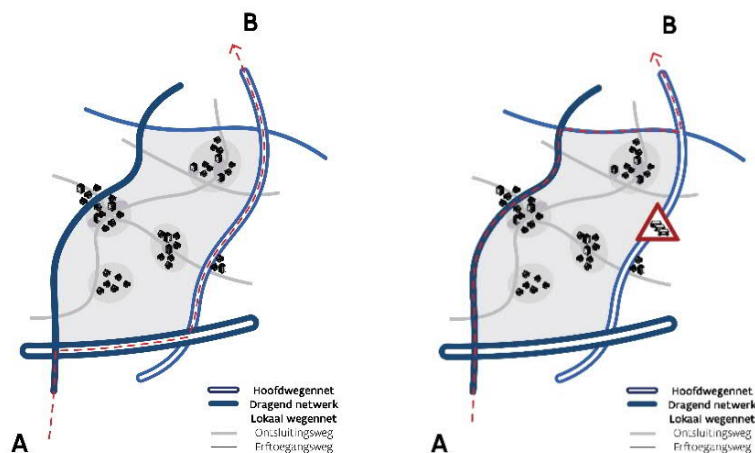 B
A
Hoofdwegennet
Dragend netwerk
Lokaal wegennet
Ontsluitingsweg
Erftoegangsweg
B
A
Hoofdwegennet
Dragend netwerk
Lokaal wegennet
Ontsluitingsweg
Erftoegangsweg